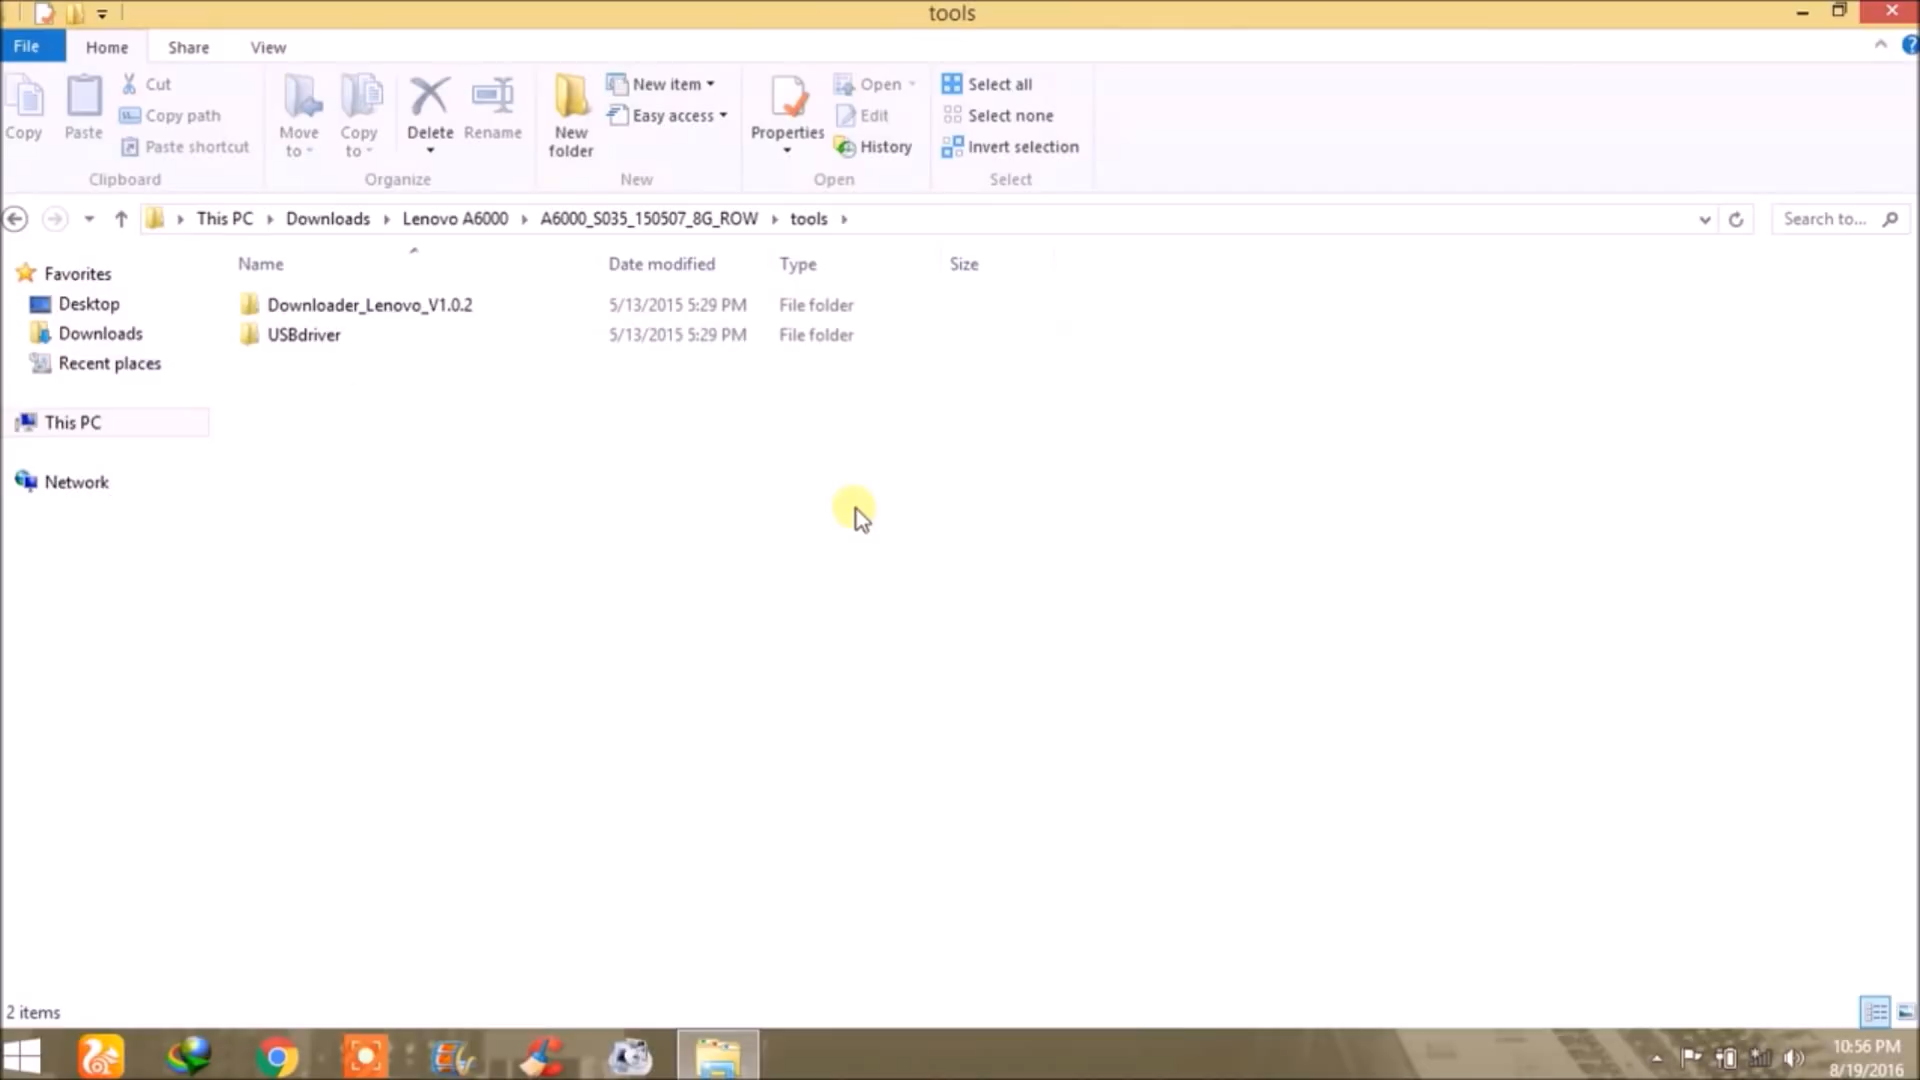 tools
File Home Share View
Copy
Paste
Cut
Copy path
Paste shortcut
Clipboard
Move to
Copy to
Delete
Rename
Organize
New folder
New item
Easy access
New
Properties
Open
Edit
History
Open
Select all
Select none
Invert selection
Select
This PC Downloads Lenovo A6000 A6000_S035_150507_8G_ROW tools
Search to...
Favorites
Desktop
Downloads
Recent places
This PC
Network
Name Date modified Type Size
Downloader_Lenovo_V1.0.2 5/13/2015 5:29 PM File folder
USBdriver 5/13/2015 5:29 PM File folder
2 items
10:56 PM
8/19/2016